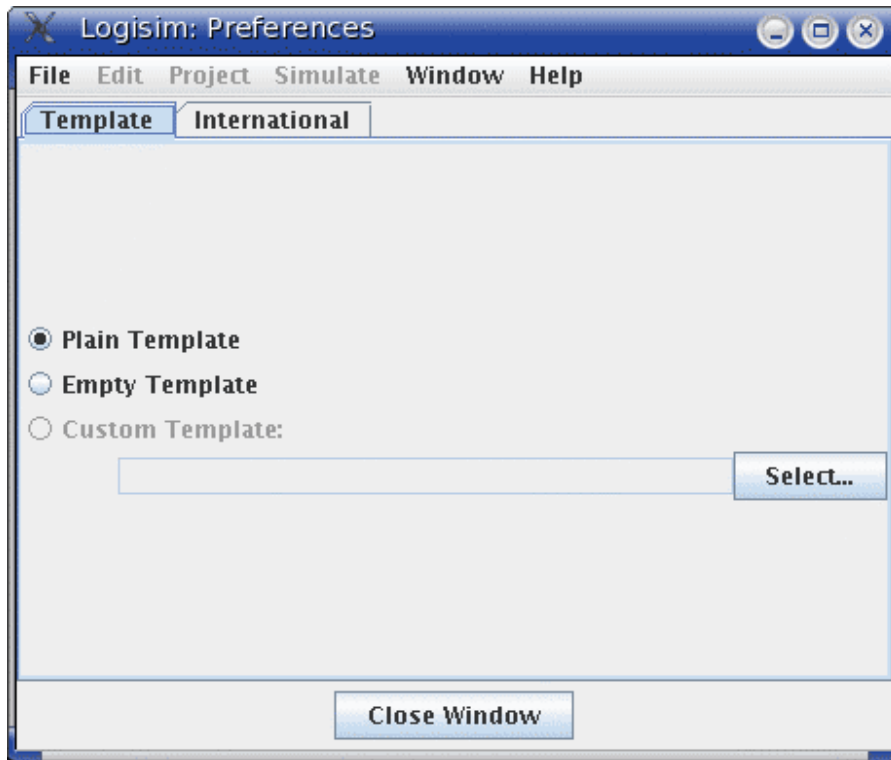 Logisim: Preferences
File Edit Project Simulate Window Help
Template International
Plain Template
Empty Template
Custom Template:
Select...
Close Window